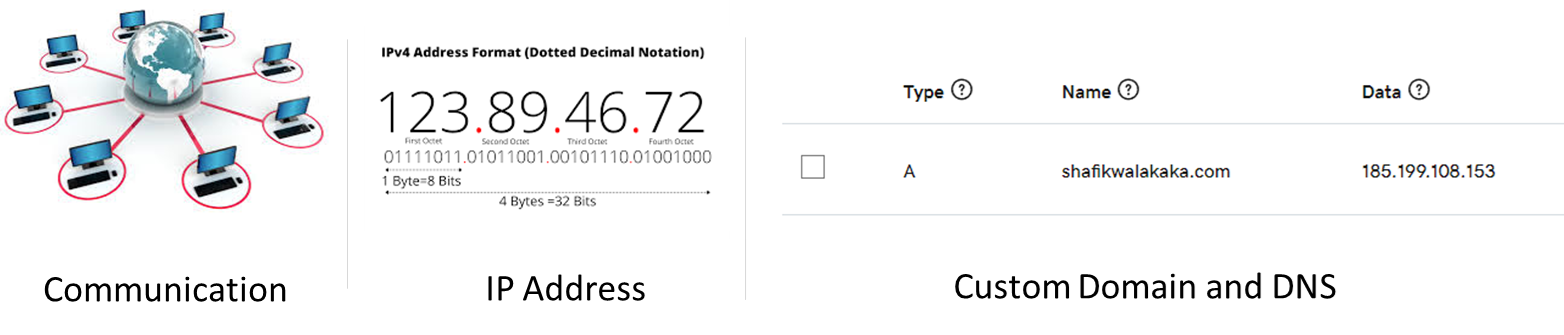 IPv4 Address Format (Dotted Decimal Notation)
123.89.46.72
First Octet Second Octet Third Octet Fourth Octet
01111011.01011001.00101110.01001000
1 Byte=8 Bits
4 Bytes =32 Bits
Type ? Name ? Data ?
A shafikwalakaka.com 185.199.108.153
Communication
IP Address
Custom Domain and DNS